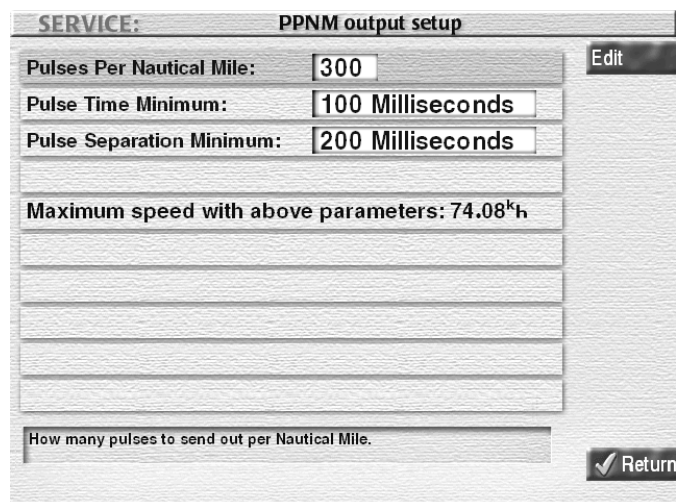 SERVICE: PPNM output setup
Edit
Pulses Per Nautical Mile: 300
Pulse Time Minimum: 100 Milliseconds
Pulse Separation Minimum: 200 Milliseconds
Maximum speed with above parameters: 74.08kh
How many pulses to send out per Nautical Mile.
Return